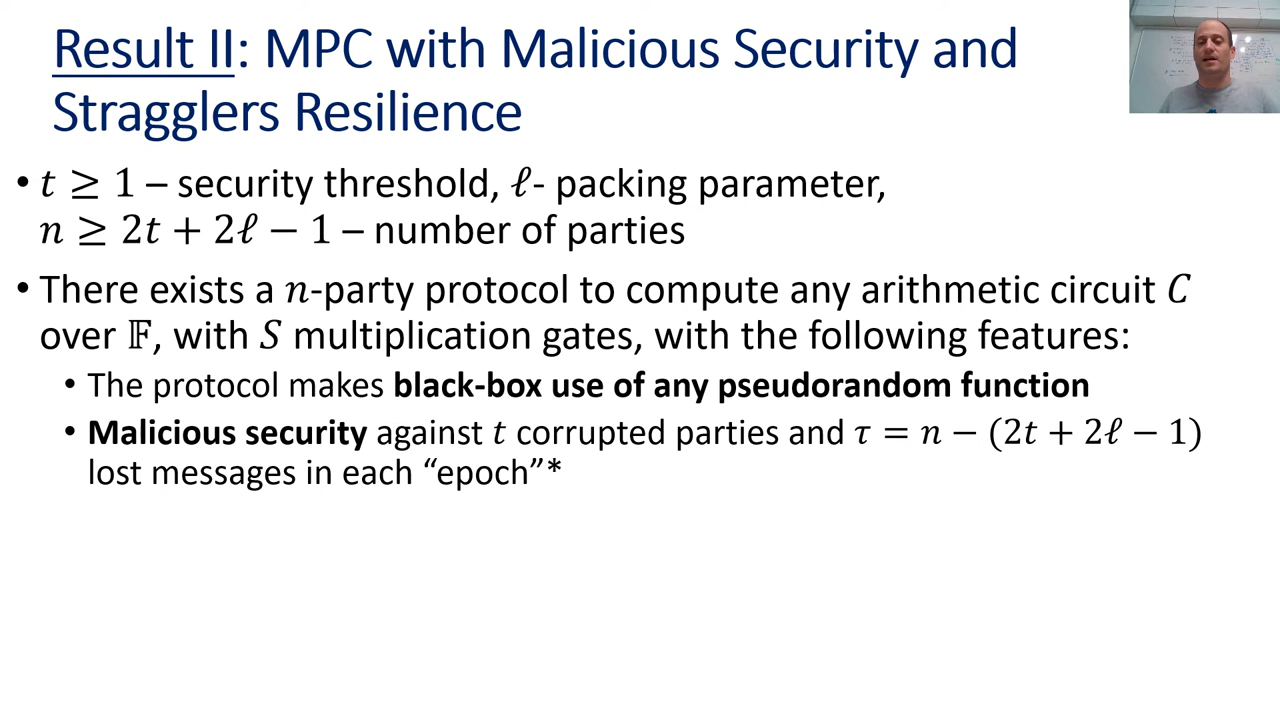 Result II: MPC with Malicious Security and
Stragglers Resilience
• t ≥ 1 – security threshold, ℓ- packing parameter,
n ≥ 2t + 2ℓ − 1 – number of parties
• There exists a n-party protocol to compute any arithmetic circuit C
over 𝔽, with S multiplication gates, with the following features:
• The protocol makes black-box use of any pseudorandom function
• Malicious security against t corrupted parties and τ = n − (2t + 2ℓ − 1)
lost messages in each “epoch”*